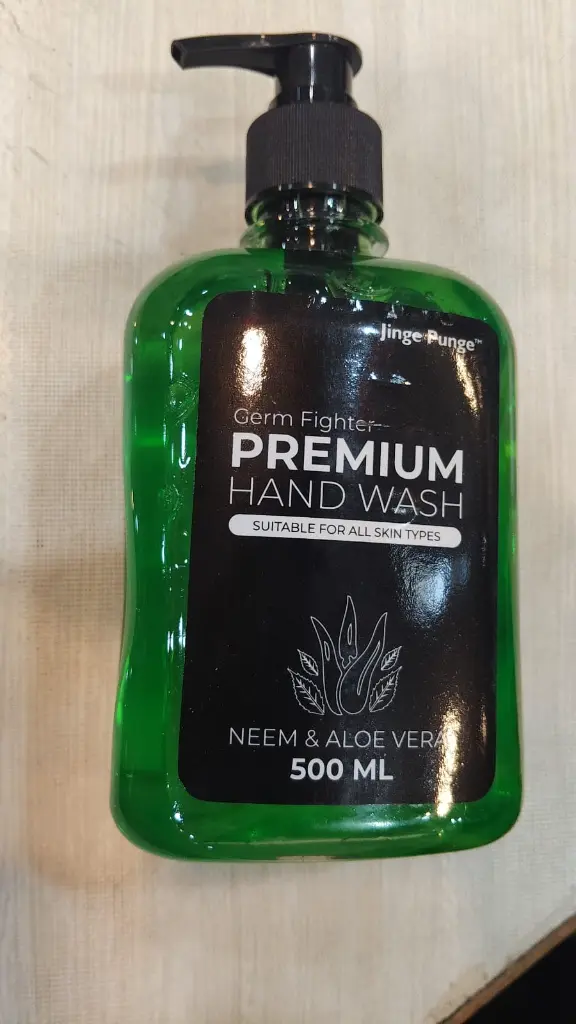 Jinge Punge™
Germ Fighter
PREMIUM
HAND WASH
SUITABLE FOR ALL SKIN TYPES
NEEM & ALOE VERA
500 ML